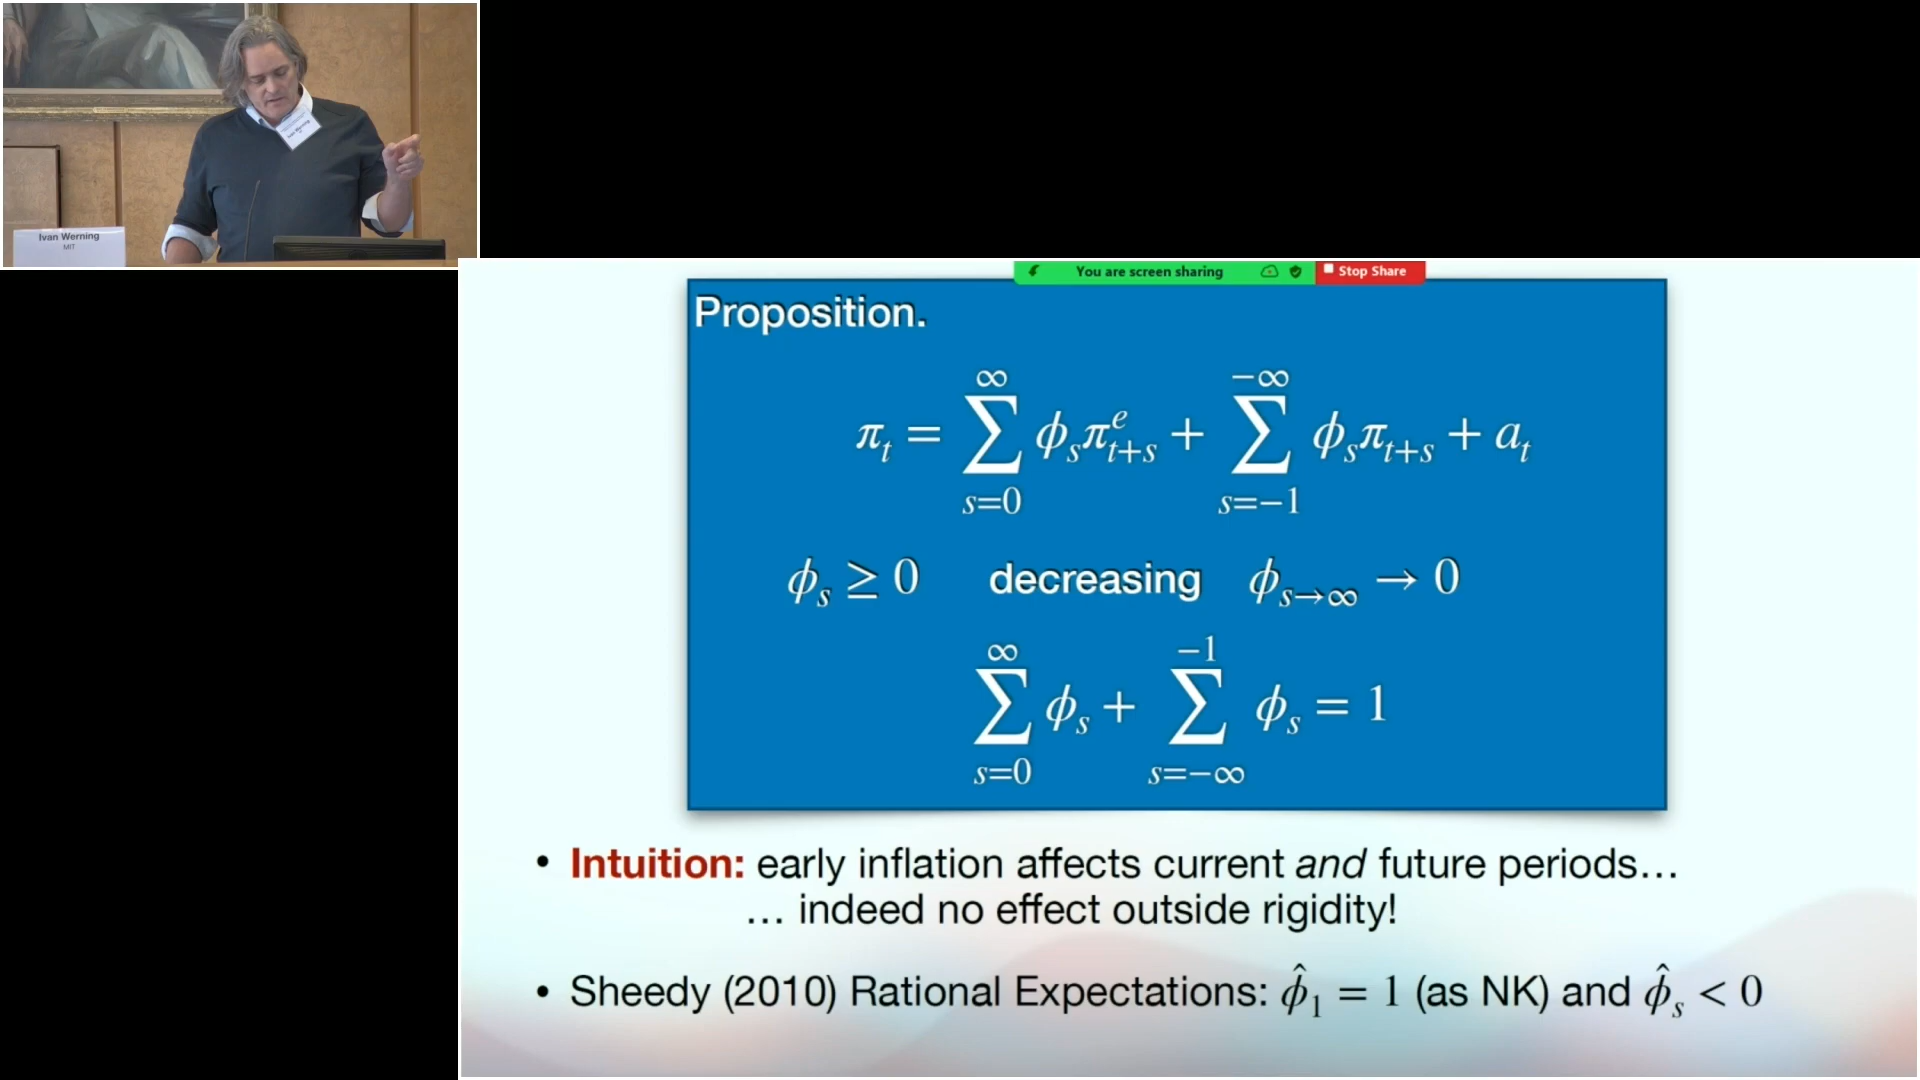 Ivan Werning
MIT
You are screen sharing
Stop Share
Proposition.
π_t = ∑_{s=0}^{∞} ϕ_s π^e_{t+s} + ∑_{s=−1}^{−∞} ϕ_s π_{t+s} + a_t
ϕ_s ≥ 0 decreasing ϕ_{s→∞} → 0
∑_{s=0}^{∞} ϕ_s + ∑_{s=−∞}^{−1} ϕ_s = 1
• Intuition: early inflation affects current and future periods…
… indeed no effect outside rigidity!
• Sheedy (2010) Rational Expectations: ϕ̂_1 = 1 (as NK) and ϕ̂_s < 0